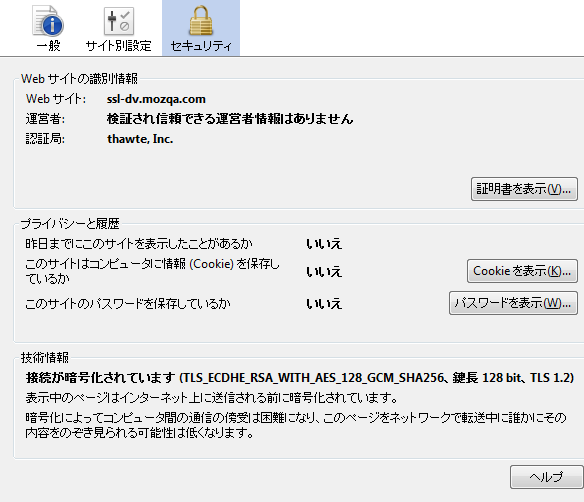 一般 サイト別設定 セキュリティ
Web サイトの識別情報
Web サイト: ssl-dv.mozqa.com
運営者: 検証され信頼できる運営者情報はありません
認証局: thawte, Inc.
証明書を表示(V)...
プライバシーと履歴
昨日までにこのサイトを表示したことがあるか いいえ
このサイトはコンピュータに情報 (Cookie) を保存し
ているか いいえ Cookie を表示(K)...
このサイトのパスワードを保存しているか いいえ パスワードを表示(W)...
技術情報
接続が暗号化されています (TLS_ECDHE_RSA_WITH_AES_128_GCM_SHA256、鍵長 128 bit、TLS 1.2)
表示中のページはインターネット上に送信される前に暗号化されています。
暗号化によってコンピュータ間の通信の傍受は困難になり、このページをネットワークで転送中に誰かにその
内容をのぞき見られる可能性は低くなります。
ヘルプ